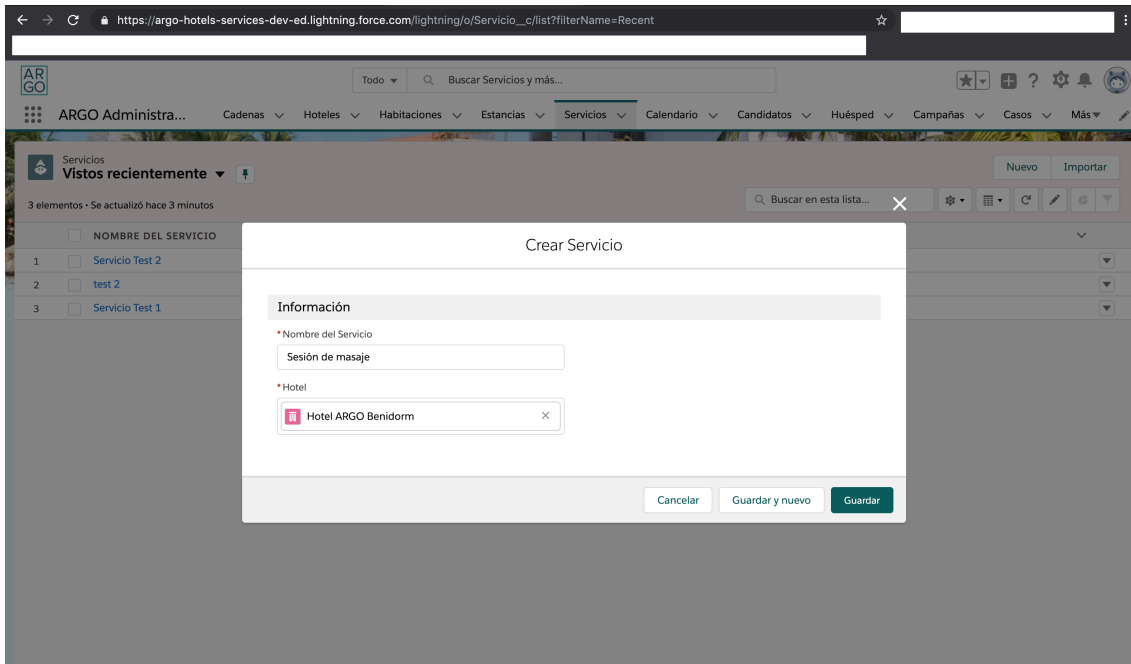 https://argo-hotels-services-dev-ed.lightning.force.com/lightning/o/Servicio__c/list?filterName=Recent
AR
GO
Todo
Buscar Servicios y más...
ARGO Administra... Cadenas Hoteles Habitaciones Estancias Servicios Calendario Candidatos Huésped Campañas Casos Más
Servicios
Vistos recientemente
Nuevo Importar
3 elementos • Se actualizó hace 3 minutos
Buscar en esta lista...
NOMBRE DEL SERVICIO
1 Servicio Test 2
2 test 2
3 Servicio Test 1
Crear Servicio
Información
*Nombre del Servicio
Sesión de masaje
*Hotel
Hotel ARGO Benidorm
Cancelar Guardar y nuevo Guardar